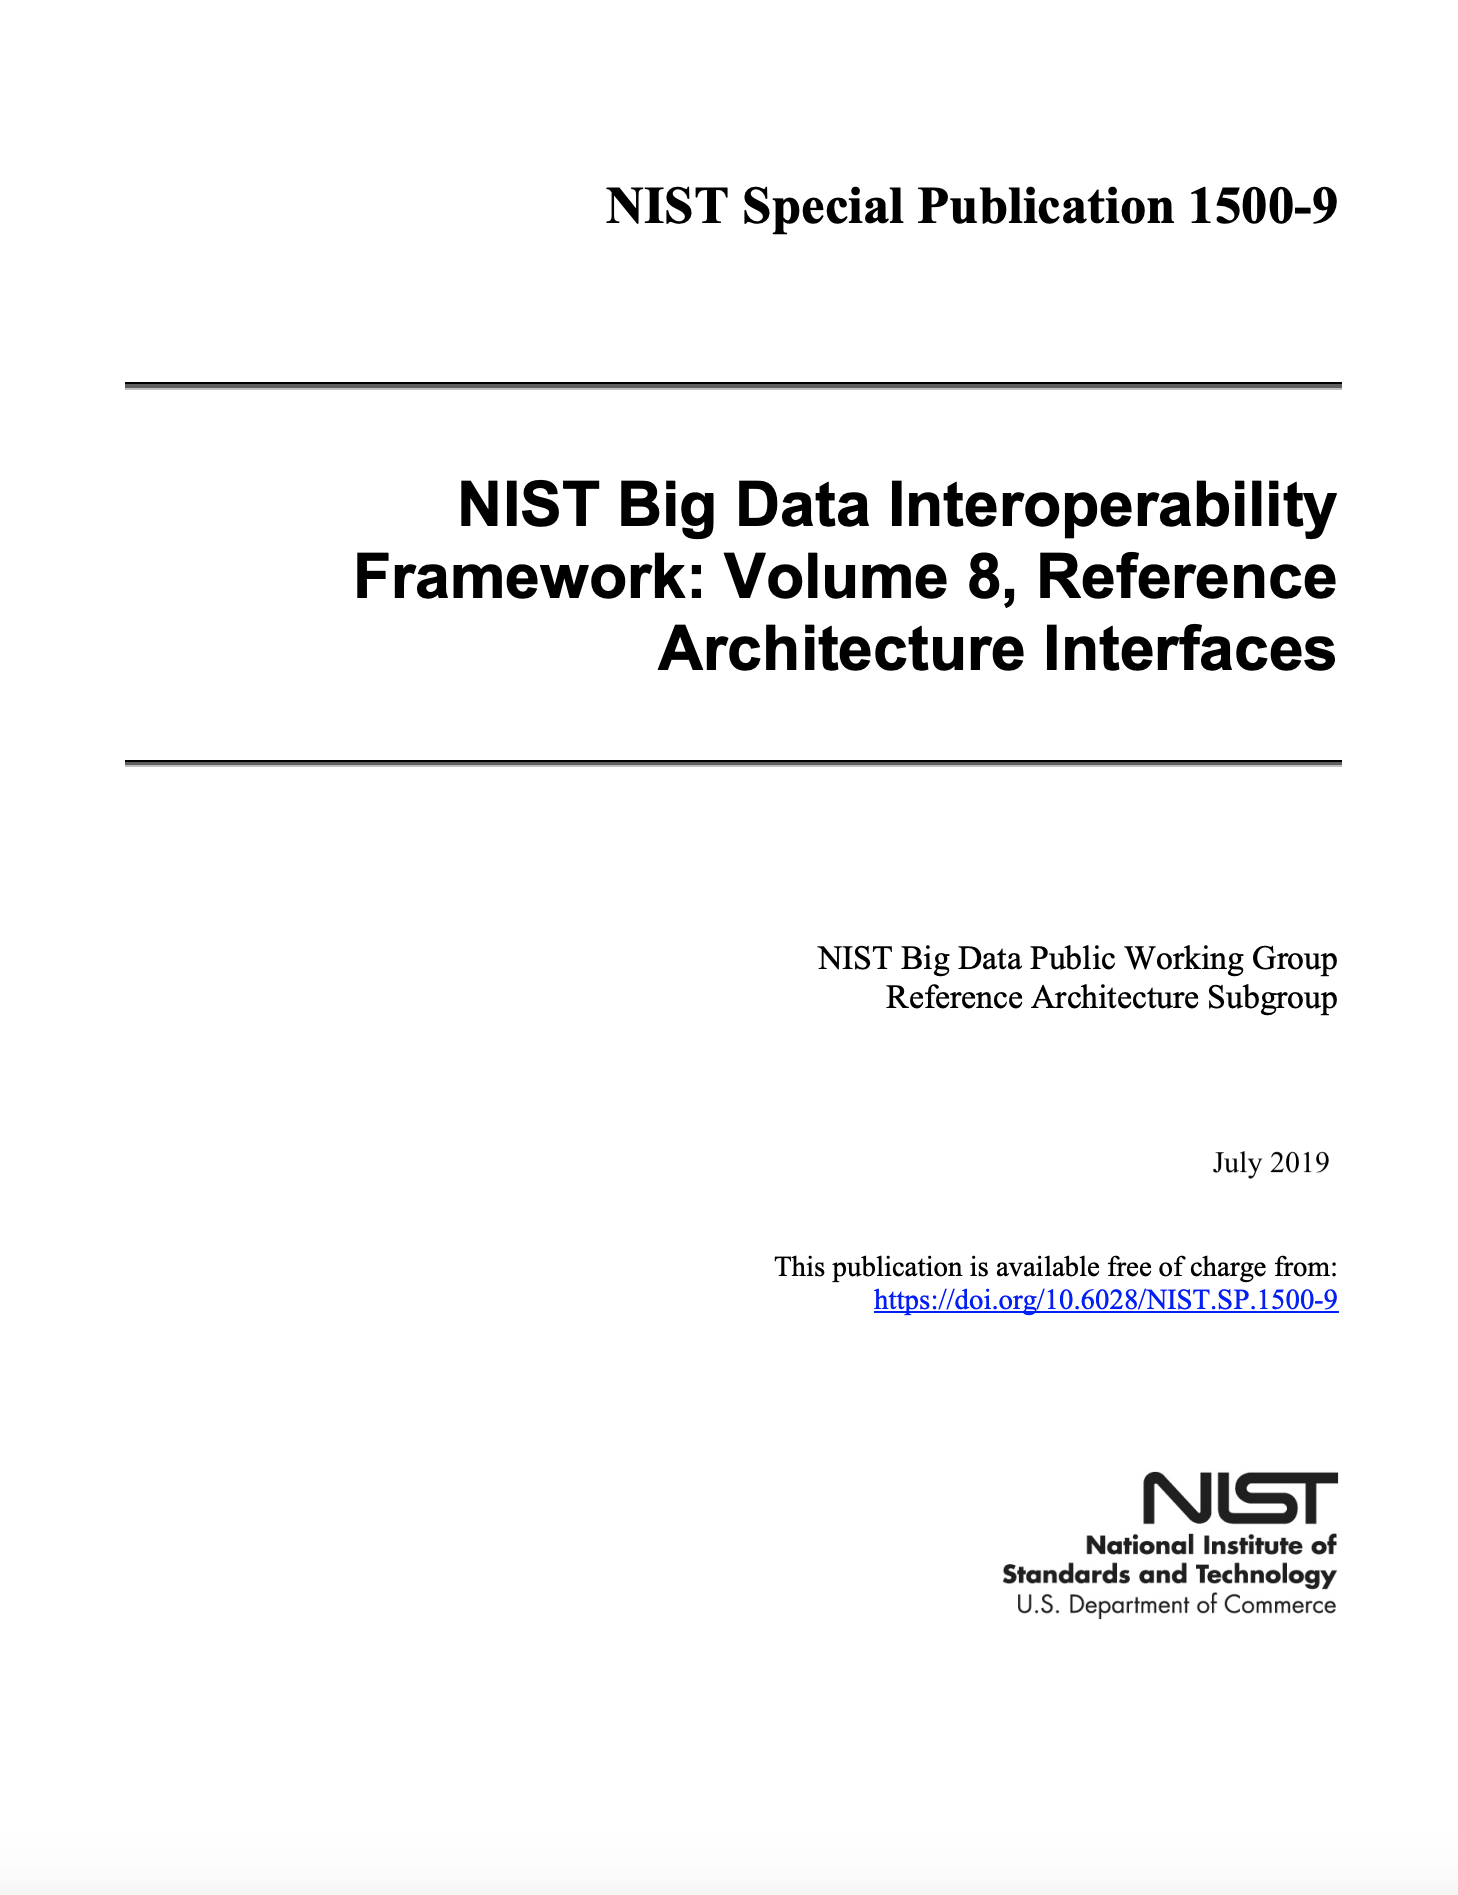 NIST Special Publication 1500-9
NIST Big Data Interoperability
Framework: Volume 8, Reference
Architecture Interfaces
NIST Big Data Public Working Group
Reference Architecture Subgroup
July 2019
This publication is available free of charge from:
https://doi.org/10.6028/NIST.SP.1500-9
NIST
National Institute of
Standards and Technology
U.S. Department of Commerce